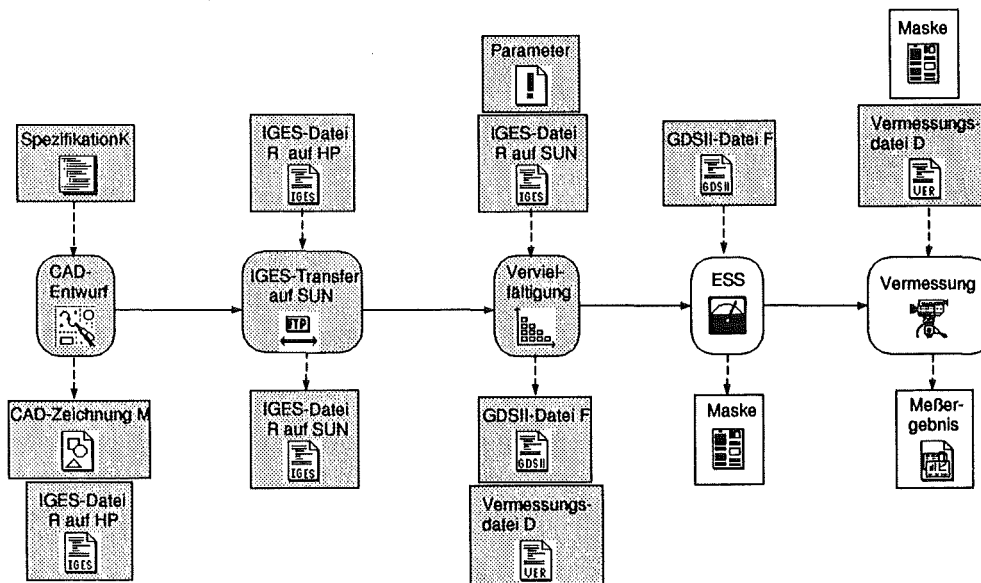 Maske
Parameter
SpezifikationK
IGES-Datei
R auf HP
IGES
IGES-Datei
R auf SUN
IGES
GDSII-Datei F
GDSII
Vermessungs-
datei D
VER
CAD-
Entwurf
IGES-Transfer
auf SUN
FTP
Verviel-
fältigung
ESS
Vermessung
CAD-Zeichnung M
IGES-Datei
R auf HP
IGES
IGES-Datei
R auf SUN
IGES
GDSII-Datei F
GDSII
Vermessungs-
datei D
VER
Maske
Meßer-
gebnis